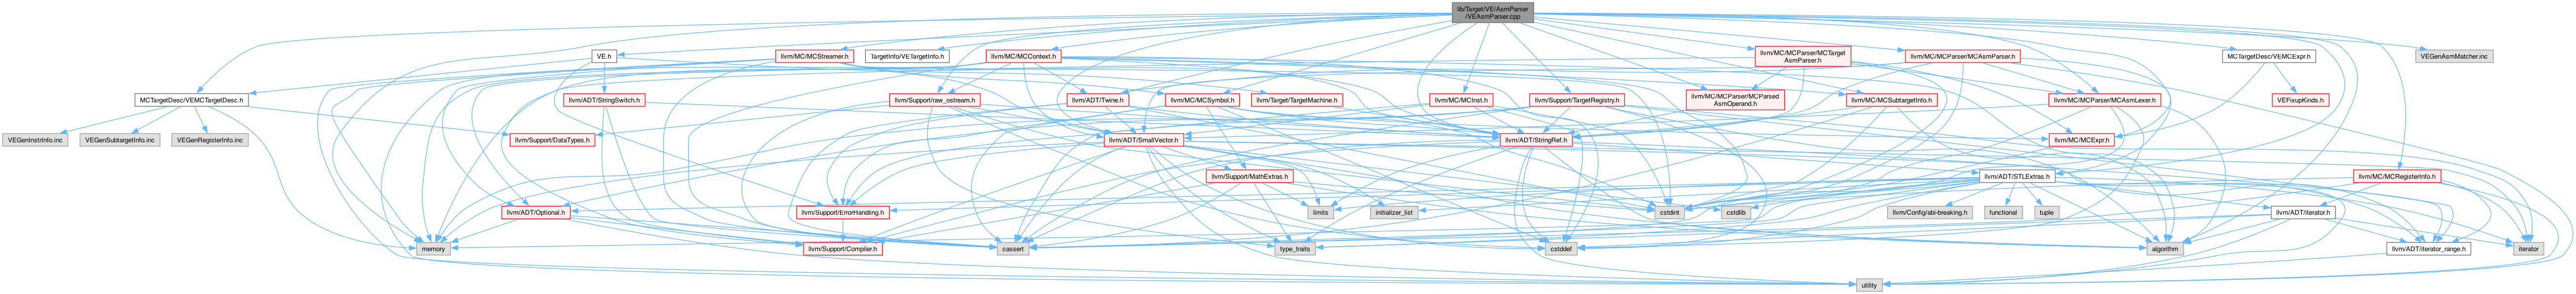 lib/Target/VE/AsmParser
/VEAsmParser.cpp
VE.h
llvm/MC/MCStreamer.h
TargetInfo/VETargetInfo.h
llvm/MC/MCContext.h
llvm/MC/MCParser/MCTarget
AsmParser.h
llvm/MC/MCParser/MCAsmParser.h
MCTargetDesc/VEMCExpr.h
VEGenAsmMatcher.inc
MCTargetDesc/VEMCTargetDesc.h
llvm/ADT/StringSwitch.h
llvm/Support/raw_ostream.h
llvm/ADT/Twine.h
llvm/MC/MCSymbol.h
llvm/Target/TargetMachine.h
llvm/MC/MCInst.h
llvm/Support/TargetRegistry.h
llvm/MC/MCParser/MCParsed
AsmOperand.h
llvm/MC/MCSubtargetInfo.h
llvm/MC/MCParser/MCAsmLexer.h
VEFixupKinds.h
VEGenInstrInfo.inc
VEGenSubtargetInfo.inc
VEGenRegisterInfo.inc
llvm/Support/DataTypes.h
llvm/ADT/SmallVector.h
llvm/ADT/StringRef.h
llvm/MC/MCExpr.h
llvm/Support/MathExtras.h
llvm/ADT/STLExtras.h
llvm/MC/MCRegisterInfo.h
llvm/ADT/Optional.h
llvm/Support/ErrorHandling.h
limits
initializer_list
cstdint
cstdlib
llvm/Config/abi-breaking.h
functional
tuple
llvm/ADT/iterator.h
memory
llvm/Support/Compiler.h
cassert
type_traits
cstddef
algorithm
llvm/ADT/iterator_range.h
iterator
utility